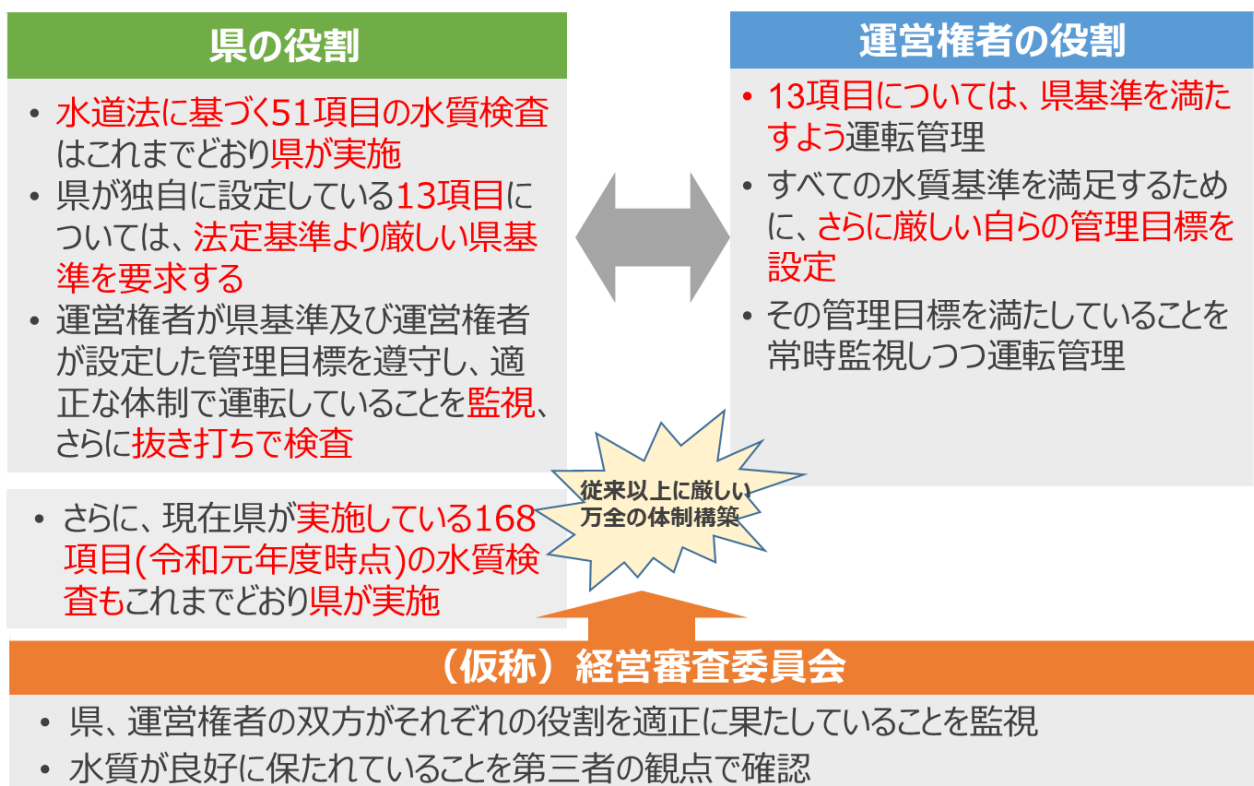 県の役割
• 水道法に基づく51項目の水質検査
はこれまでどおり県が実施
• 県が独自に設定している13項目に
ついては、法定基準より厳しい県基
準を要求する
• 運営権者が県基準及び運営権者
が設定した管理目標を遵守し、適
正な体制で運転していることを監視、
さらに抜き打ちで検査
• さらに、現在県が実施している168
項目(令和元年度時点)の水質検
査もこれまでどおり県が実施
運営権者の役割
• 13項目については、県基準を満た
すよう運転管理
• すべての水質基準を満足するため
に、さらに厳しい自らの管理目標を
設定
• その管理目標を満たしていることを
常時監視しつつ運転管理
従来以上に厳しい
万全の体制構築
（仮称）経営審査委員会
• 県、運営権者の双方がそれぞれの役割を適正に果たしていることを監視
• 水質が良好に保たれていることを第三者の観点で確認